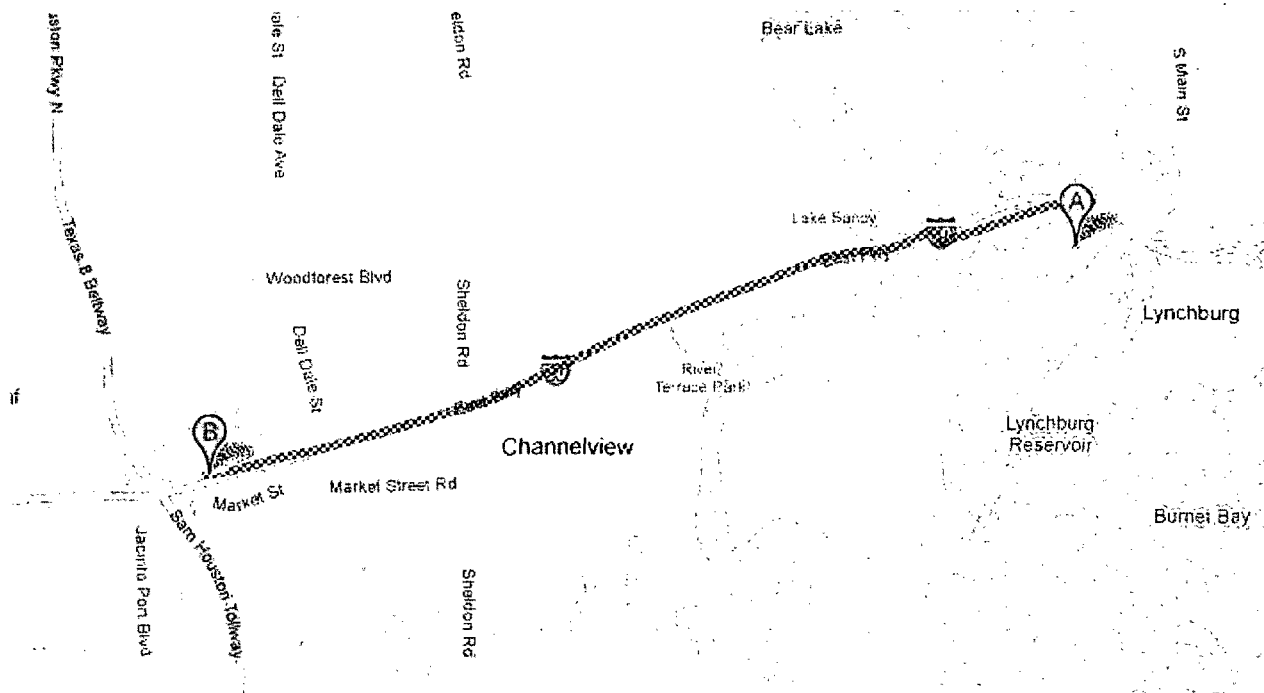 Bear Lake
eldon Rd
Dell Dale Ave
S Main St
A
Lake Sandy
Texas 8 Beltway
Woodforest Blvd
Sheldon Rd
East Fwy
Lynchburg
Dell Dale St
River
Terrace Park
East Fwy
B
Channelview
Lynchburg
Reservoir
Market St
Market Street Rd
Burnet Bay
Sam Houston Tollway
Jacinto Port Blvd
Sheldon Rd